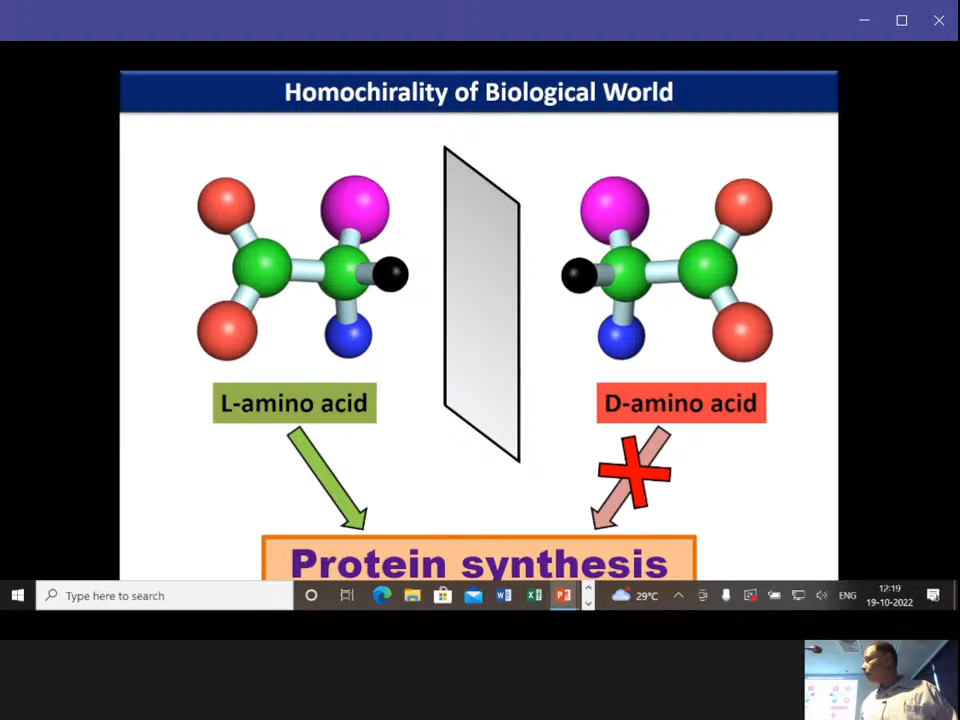 Homochirality of Biological World
L-amino acid
D-amino acid
Protein synthesis
Type here to search
29°C
ENG
12:19
19-10-2022